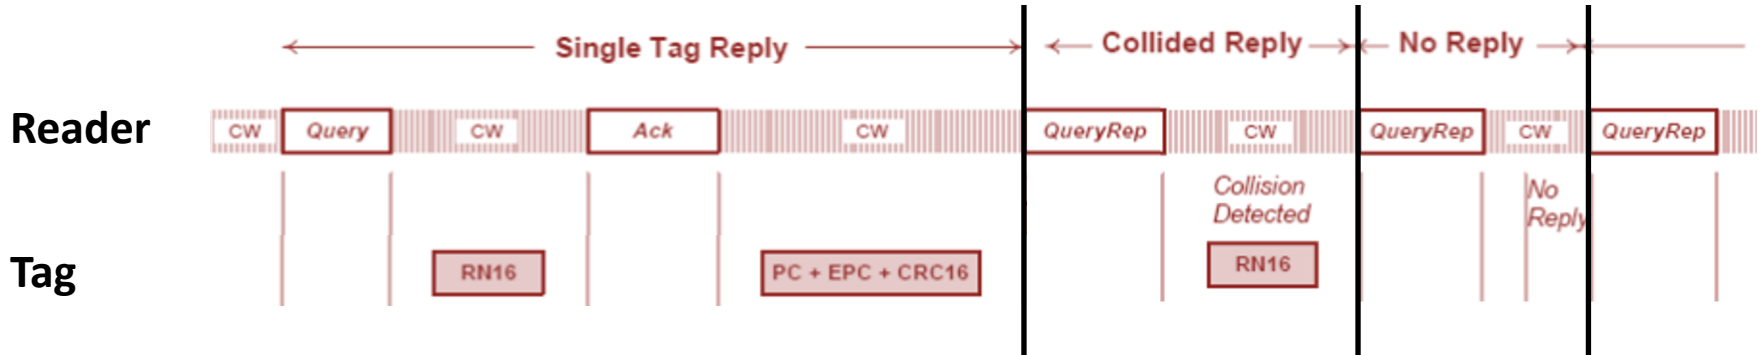 Single Tag Reply
Collided Reply
No Reply
Reader
CW
Query
CW
Ack
CW
QueryRep
CW
QueryRep
CW
QueryRep
Collision
Detected
No
Reply
Tag
RN16
PC + EPC + CRC16
RN16